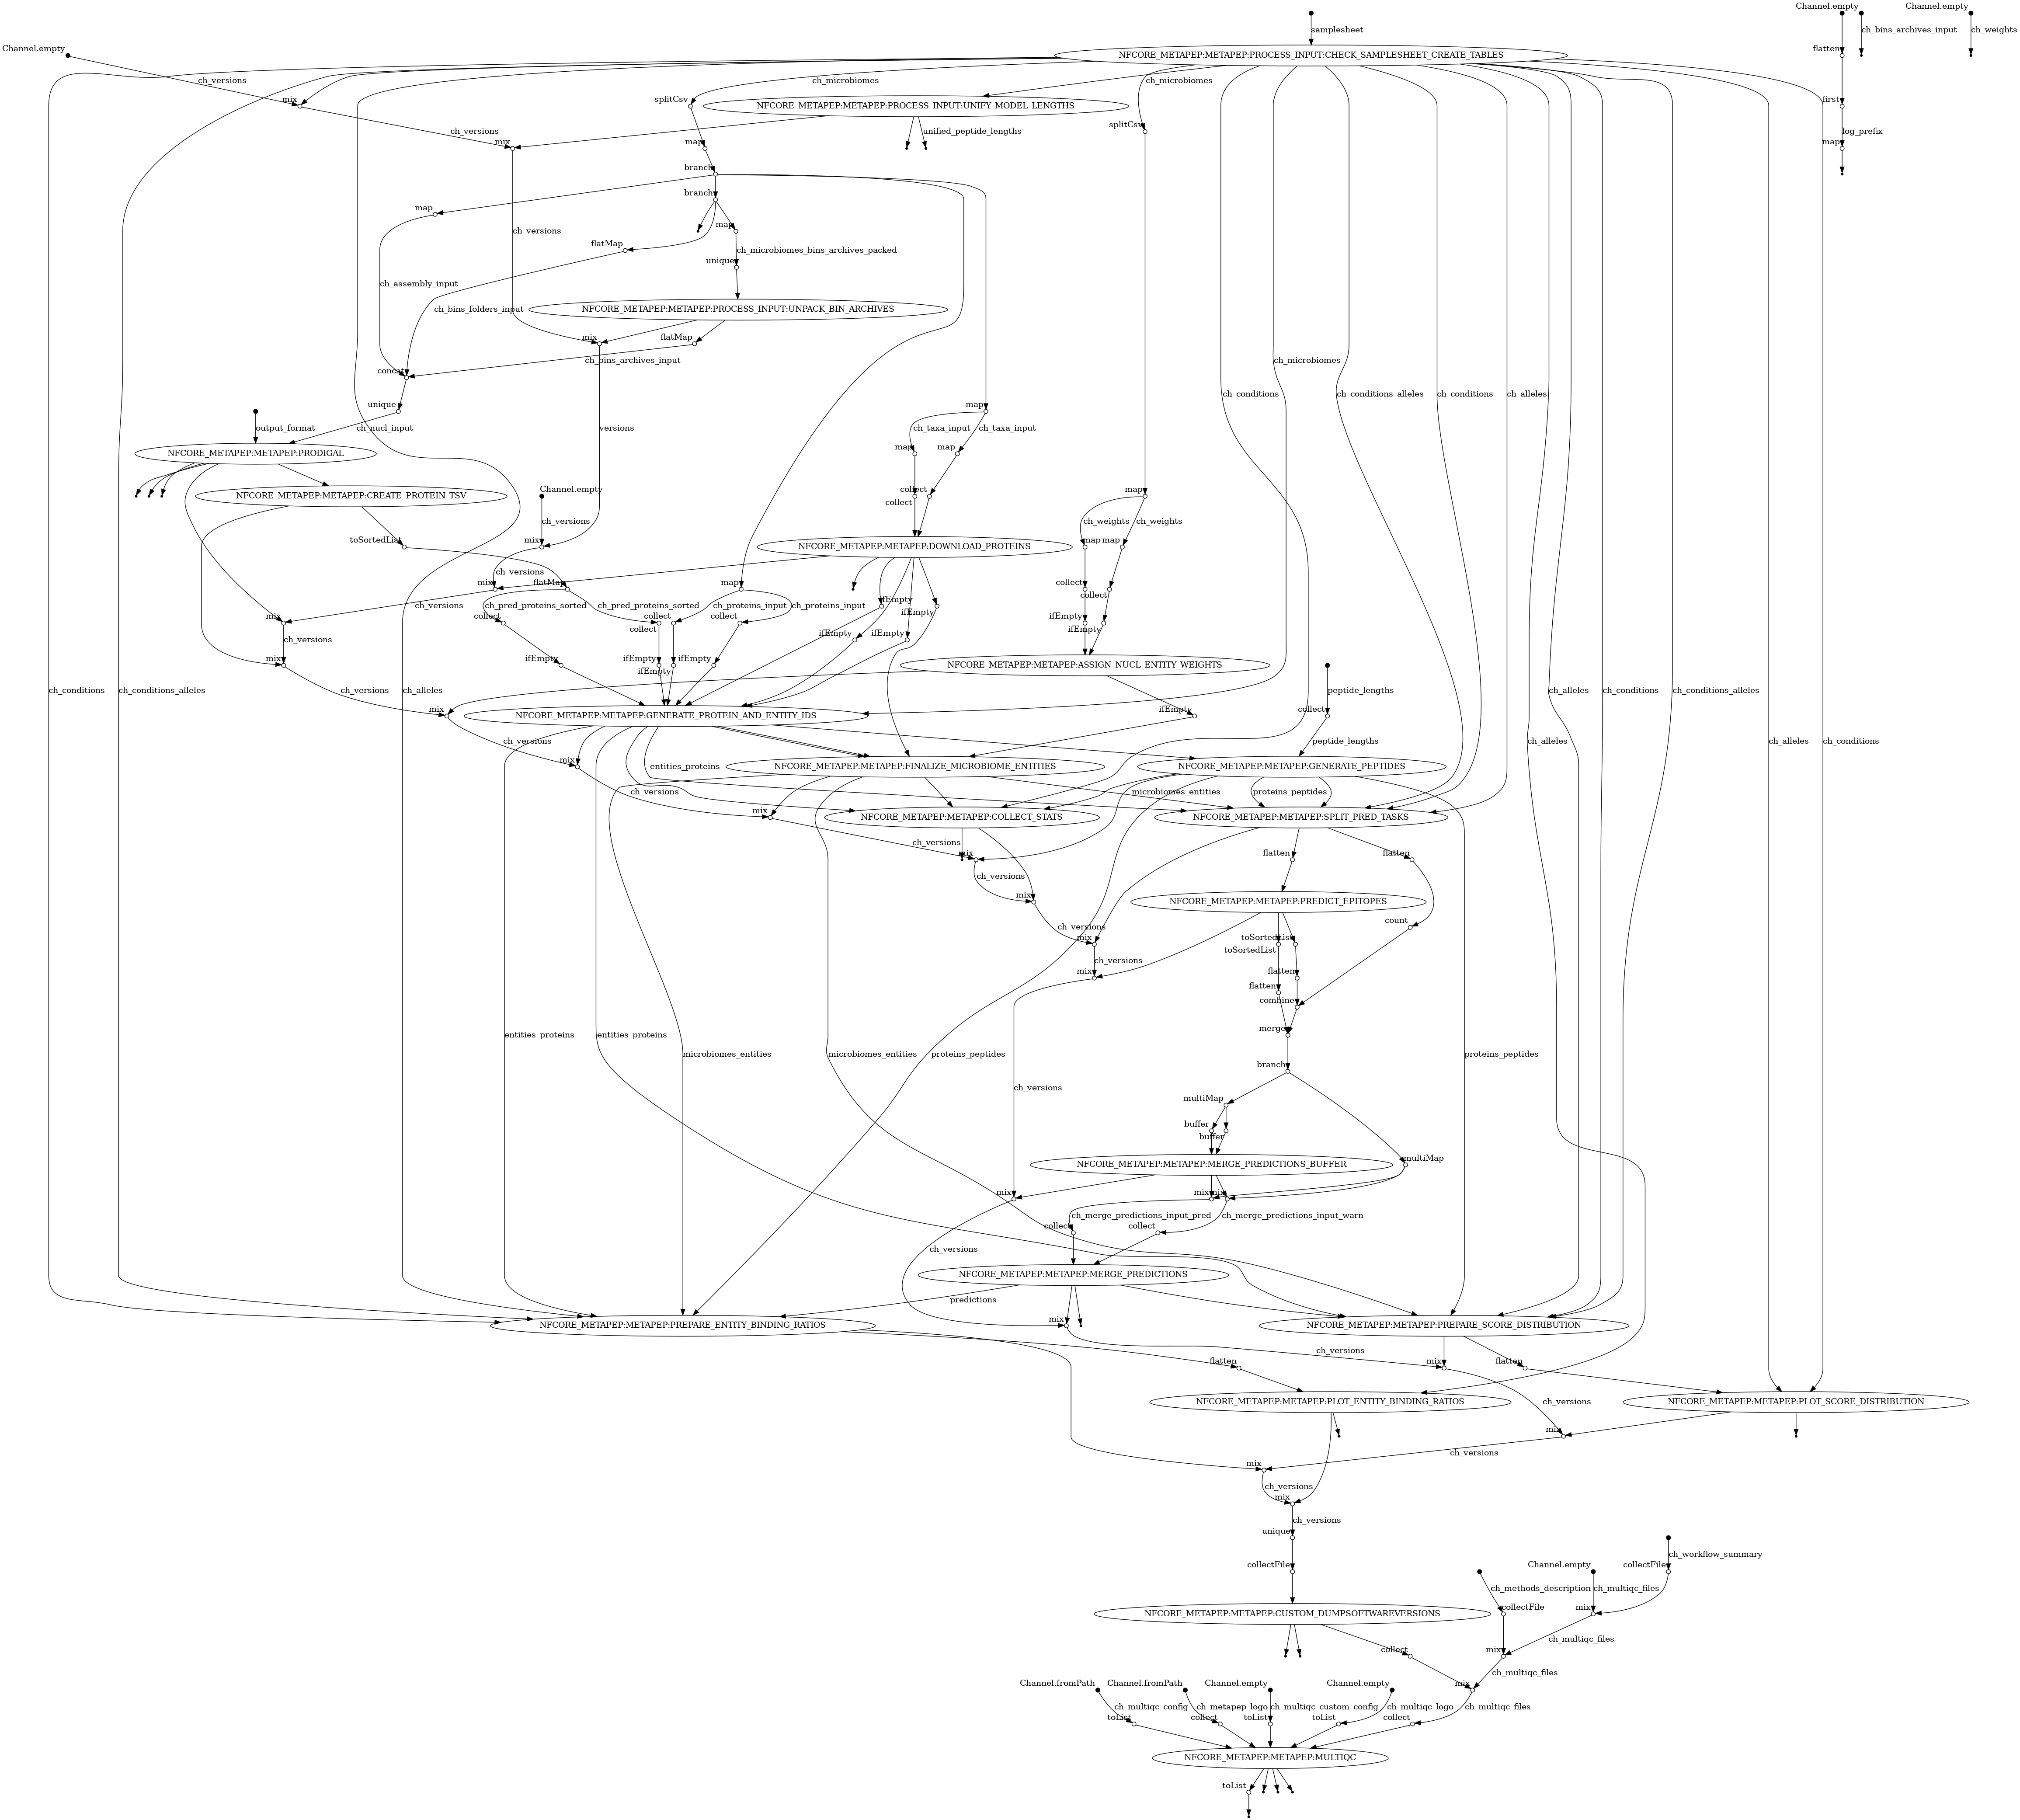 Channel.empty
Channel.empty
samplesheet
ch_bins_archives_input
ch_weights
Channel.empty
flatten
NFCORE_METAPEP:METAPEP:PROCESS_INPUT:CHECK_SAMPLESHEET_CREATE_TABLES
ch_versions
ch_microbiomes
ch_microbiomes
mix
splitCsv
NFCORE_METAPEP:METAPEP:PROCESS_INPUT:UNIFY_MODEL_LENGTHS
first
splitCsv
ch_versions
unified_peptide_lengths
log_prefix
mix
map
map
branch
branch
map
map
ch_versions
flatMap
ch_microbiomes_bins_archives_packed
unique
ch_assembly_input
ch_bins_folders_input
NFCORE_METAPEP:METAPEP:PROCESS_INPUT:UNPACK_BIN_ARCHIVES
mix
flatMap
ch_bins_archives_input
ch_microbiomes
concat
ch_conditions
ch_conditions_alleles
ch_conditions
ch_alleles
unique
map
output_format
ch_nucl_input
versions
ch_taxa_input
ch_taxa_input
NFCORE_METAPEP:METAPEP:PRODIGAL
map
map
NFCORE_METAPEP:METAPEP:CREATE_PROTEIN_TSV
Channel.empty
collect
collect
map
ch_versions
ch_weights
ch_weights
toSortedList
mix
NFCORE_METAPEP:METAPEP:DOWNLOAD_PROTEINS
map
map
ch_versions
mix
flatMap
map
collect
collect
ch_versions
ch_pred_proteins_sorted
ch_pred_proteins_sorted
ch_proteins_input
ch_proteins_input
ifEmpty
ifEmpty
mix
collect
collect
collect
collect
ifEmpty
ifEmpty
ifEmpty
ifEmpty
ch_versions
mix
ifEmpty
ifEmpty
ifEmpty
ifEmpty
NFCORE_METAPEP:METAPEP:ASSIGN_NUCL_ENTITY_WEIGHTS
ch_conditions
ch_conditions_alleles
ch_alleles
ch_versions
peptide_lengths
ch_alleles
ch_conditions
ch_conditions_alleles
mix
NFCORE_METAPEP:METAPEP:GENERATE_PROTEIN_AND_ENTITY_IDS
ifEmpty
collect
ch_versions
peptide_lengths
ch_alleles
ch_alleles
ch_conditions
mix
entities_proteins
NFCORE_METAPEP:METAPEP:FINALIZE_MICROBIOME_ENTITIES
NFCORE_METAPEP:METAPEP:GENERATE_PEPTIDES
ch_versions
microbiomes_entities
proteins_peptides
mix
NFCORE_METAPEP:METAPEP:COLLECT_STATS
NFCORE_METAPEP:METAPEP:SPLIT_PRED_TASKS
ch_versions
mix
flatten
flatten
ch_versions
mix
NFCORE_METAPEP:METAPEP:PREDICT_EPITOPES
count
ch_versions
mix
toSortedList
toSortedList
ch_versions
mix
flatten
flatten
combine
merge
entities_proteins
entities_proteins
microbiomes_entities
microbiomes_entities
proteins_peptides
proteins_peptides
branch
ch_versions
multiMap
buffer
buffer
NFCORE_METAPEP:METAPEP:MERGE_PREDICTIONS_BUFFER
multiMap
mix
mix
mix
ch_merge_predictions_input_pred
ch_merge_predictions_input_warn
collect
collect
ch_versions
NFCORE_METAPEP:METAPEP:MERGE_PREDICTIONS
predictions
mix
NFCORE_METAPEP:METAPEP:PREPARE_ENTITY_BINDING_RATIOS
NFCORE_METAPEP:METAPEP:PREPARE_SCORE_DISTRIBUTION
ch_versions
flatten
mix
flatten
NFCORE_METAPEP:METAPEP:PLOT_ENTITY_BINDING_RATIOS
ch_versions
NFCORE_METAPEP:METAPEP:PLOT_SCORE_DISTRIBUTION
mix
ch_versions
mix
ch_versions
mix
ch_versions
unique
ch_workflow_summary
collectFile
Channel.empty
collectFile
ch_methods_description
ch_multiqc_files
NFCORE_METAPEP:METAPEP:CUSTOM_DUMPSOFTWAREVERSIONS
collectFile
mix
ch_multiqc_files
collect
mix
ch_multiqc_files
Channel.fromPath
Channel.fromPath
Channel.empty
Channel.empty
mix
ch_multiqc_config
ch_metapep_logo
ch_multiqc_custom_config
ch_multiqc_logo
ch_multiqc_files
toList
collect
toList
toList
collect
NFCORE_METAPEP:METAPEP:MULTIQC
toList